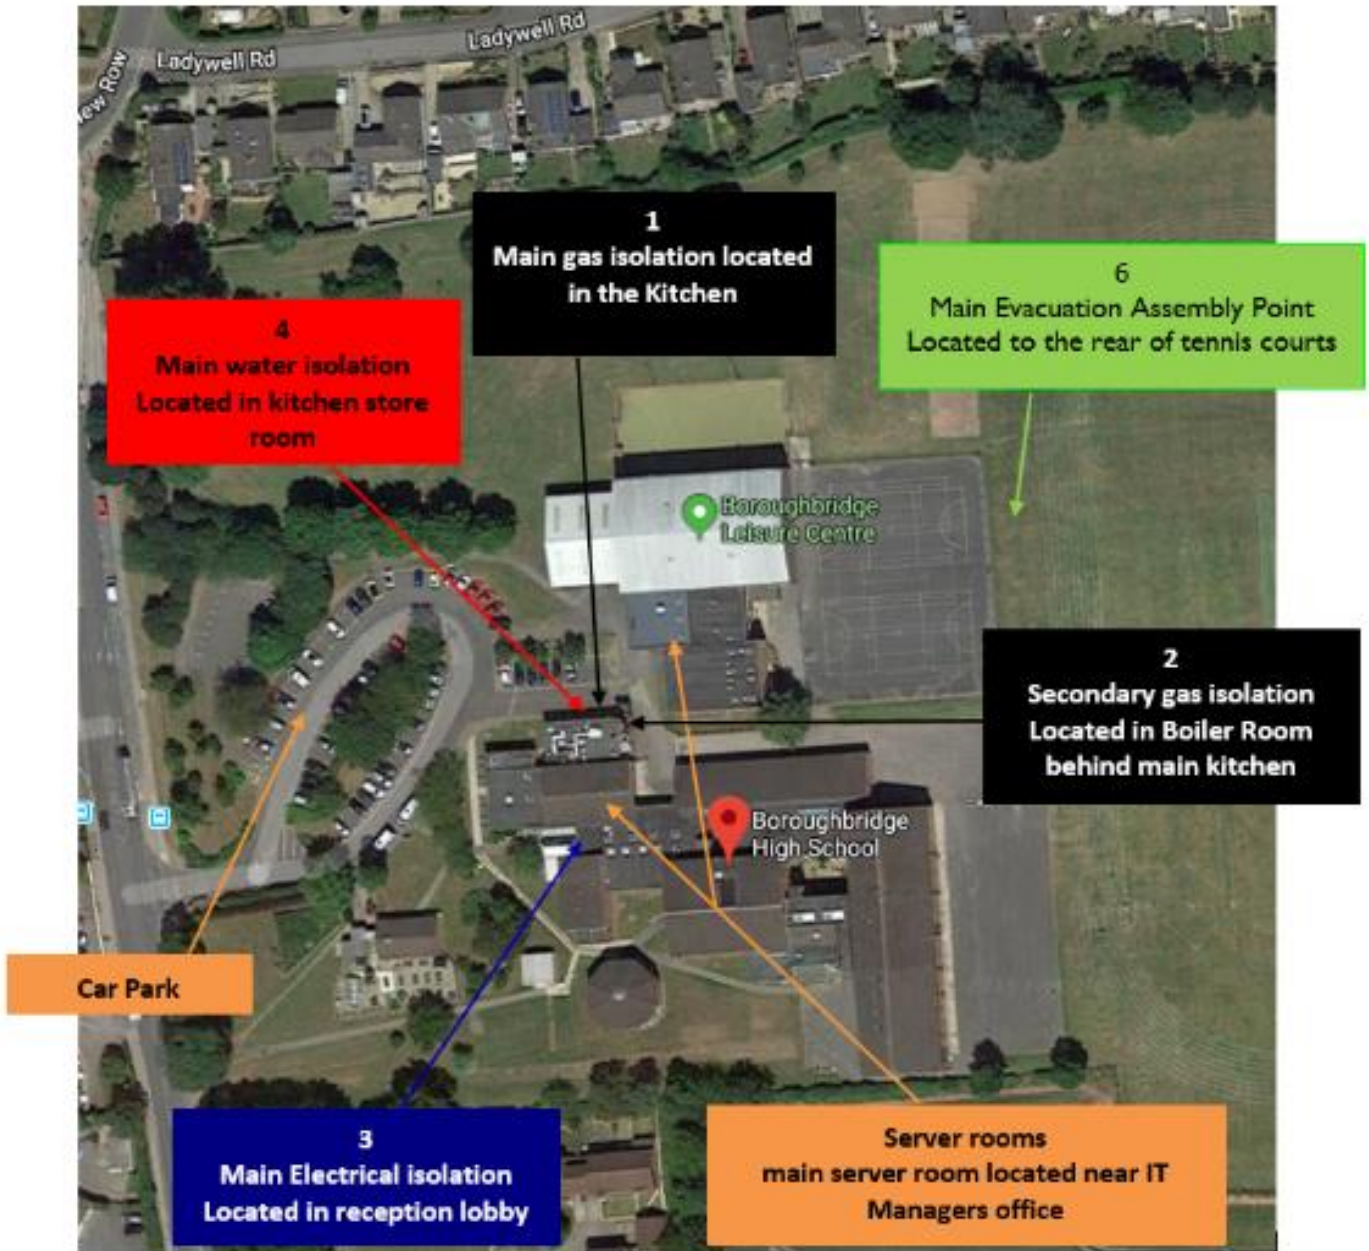 Ladywell Rd
Ladywell Rd
ew Row
1
Main gas isolation located
in the Kitchen
6
Main Evacuation Assembly Point
Located to the rear of tennis courts
4
Main water isolation
Located in kitchen store
room
Boroughbridge
Leisure Centre
2
Secondary gas isolation
Located in Boiler Room
behind main kitchen
Boroughbridge
High School
Car Park
3
Main Electrical isolation
Located in reception lobby
Server rooms
main server room located near IT
Managers office